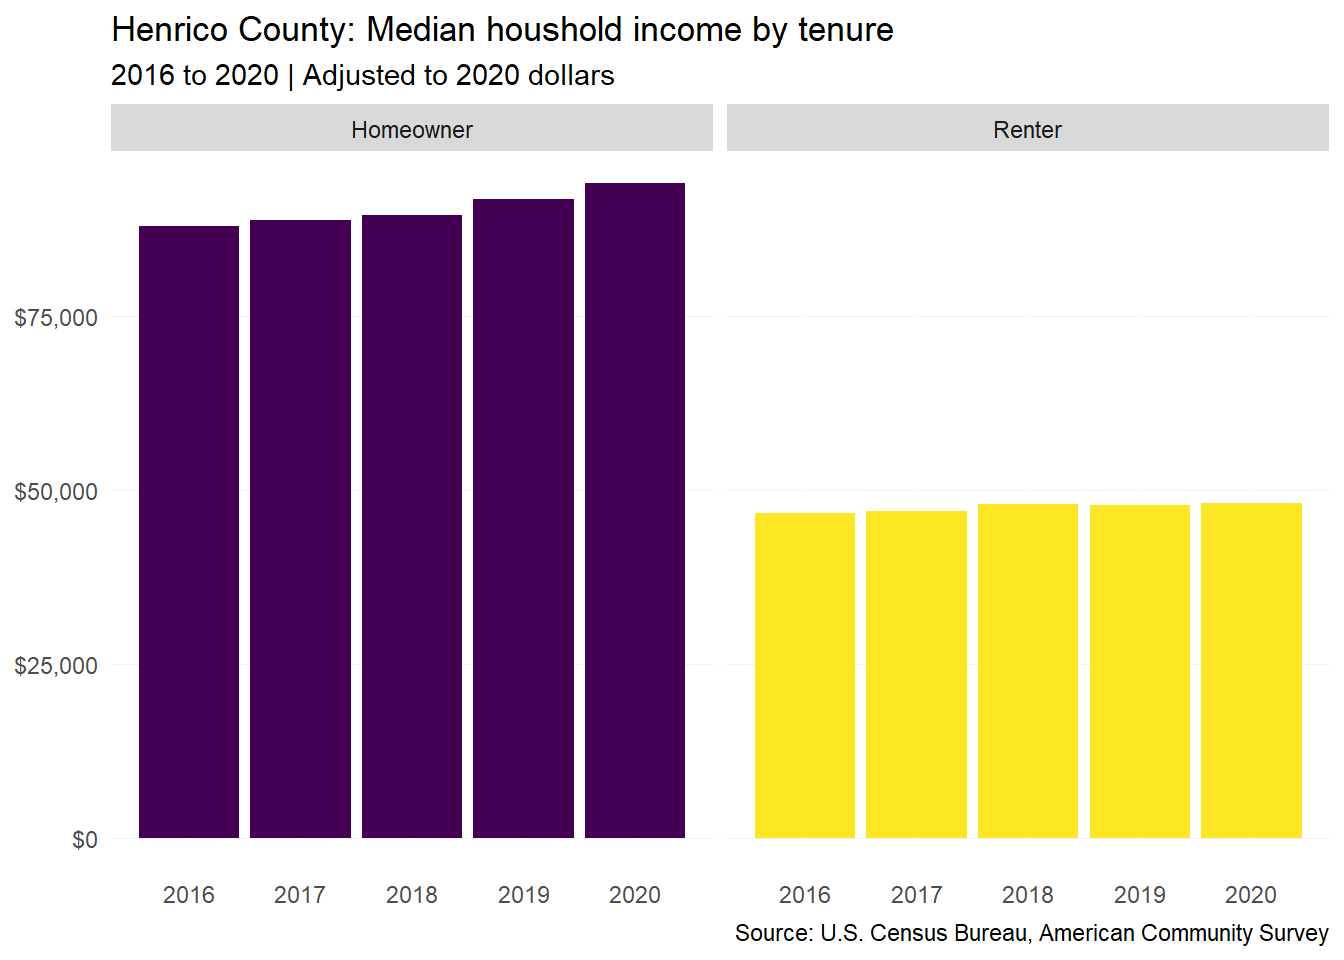 Henrico County: Median houshold income by tenure
2016 to 2020 | Adjusted to 2020 dollars
Homeowner
Renter
$75,000
$50,000
$25,000
$0
2016 2017 2018 2019 2020
2016 2017 2018 2019 2020
Source: U.S. Census Bureau, American Community Survey